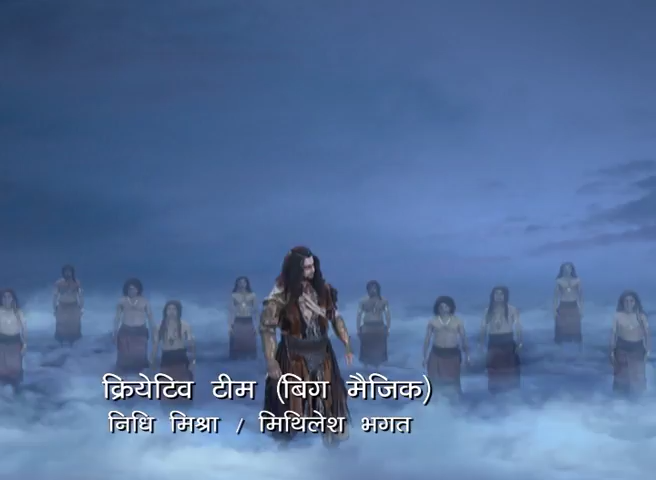 क्रियेटिव टीम (बिग मैजिक)
निधि मिश्रा / मिथिलेश भगत